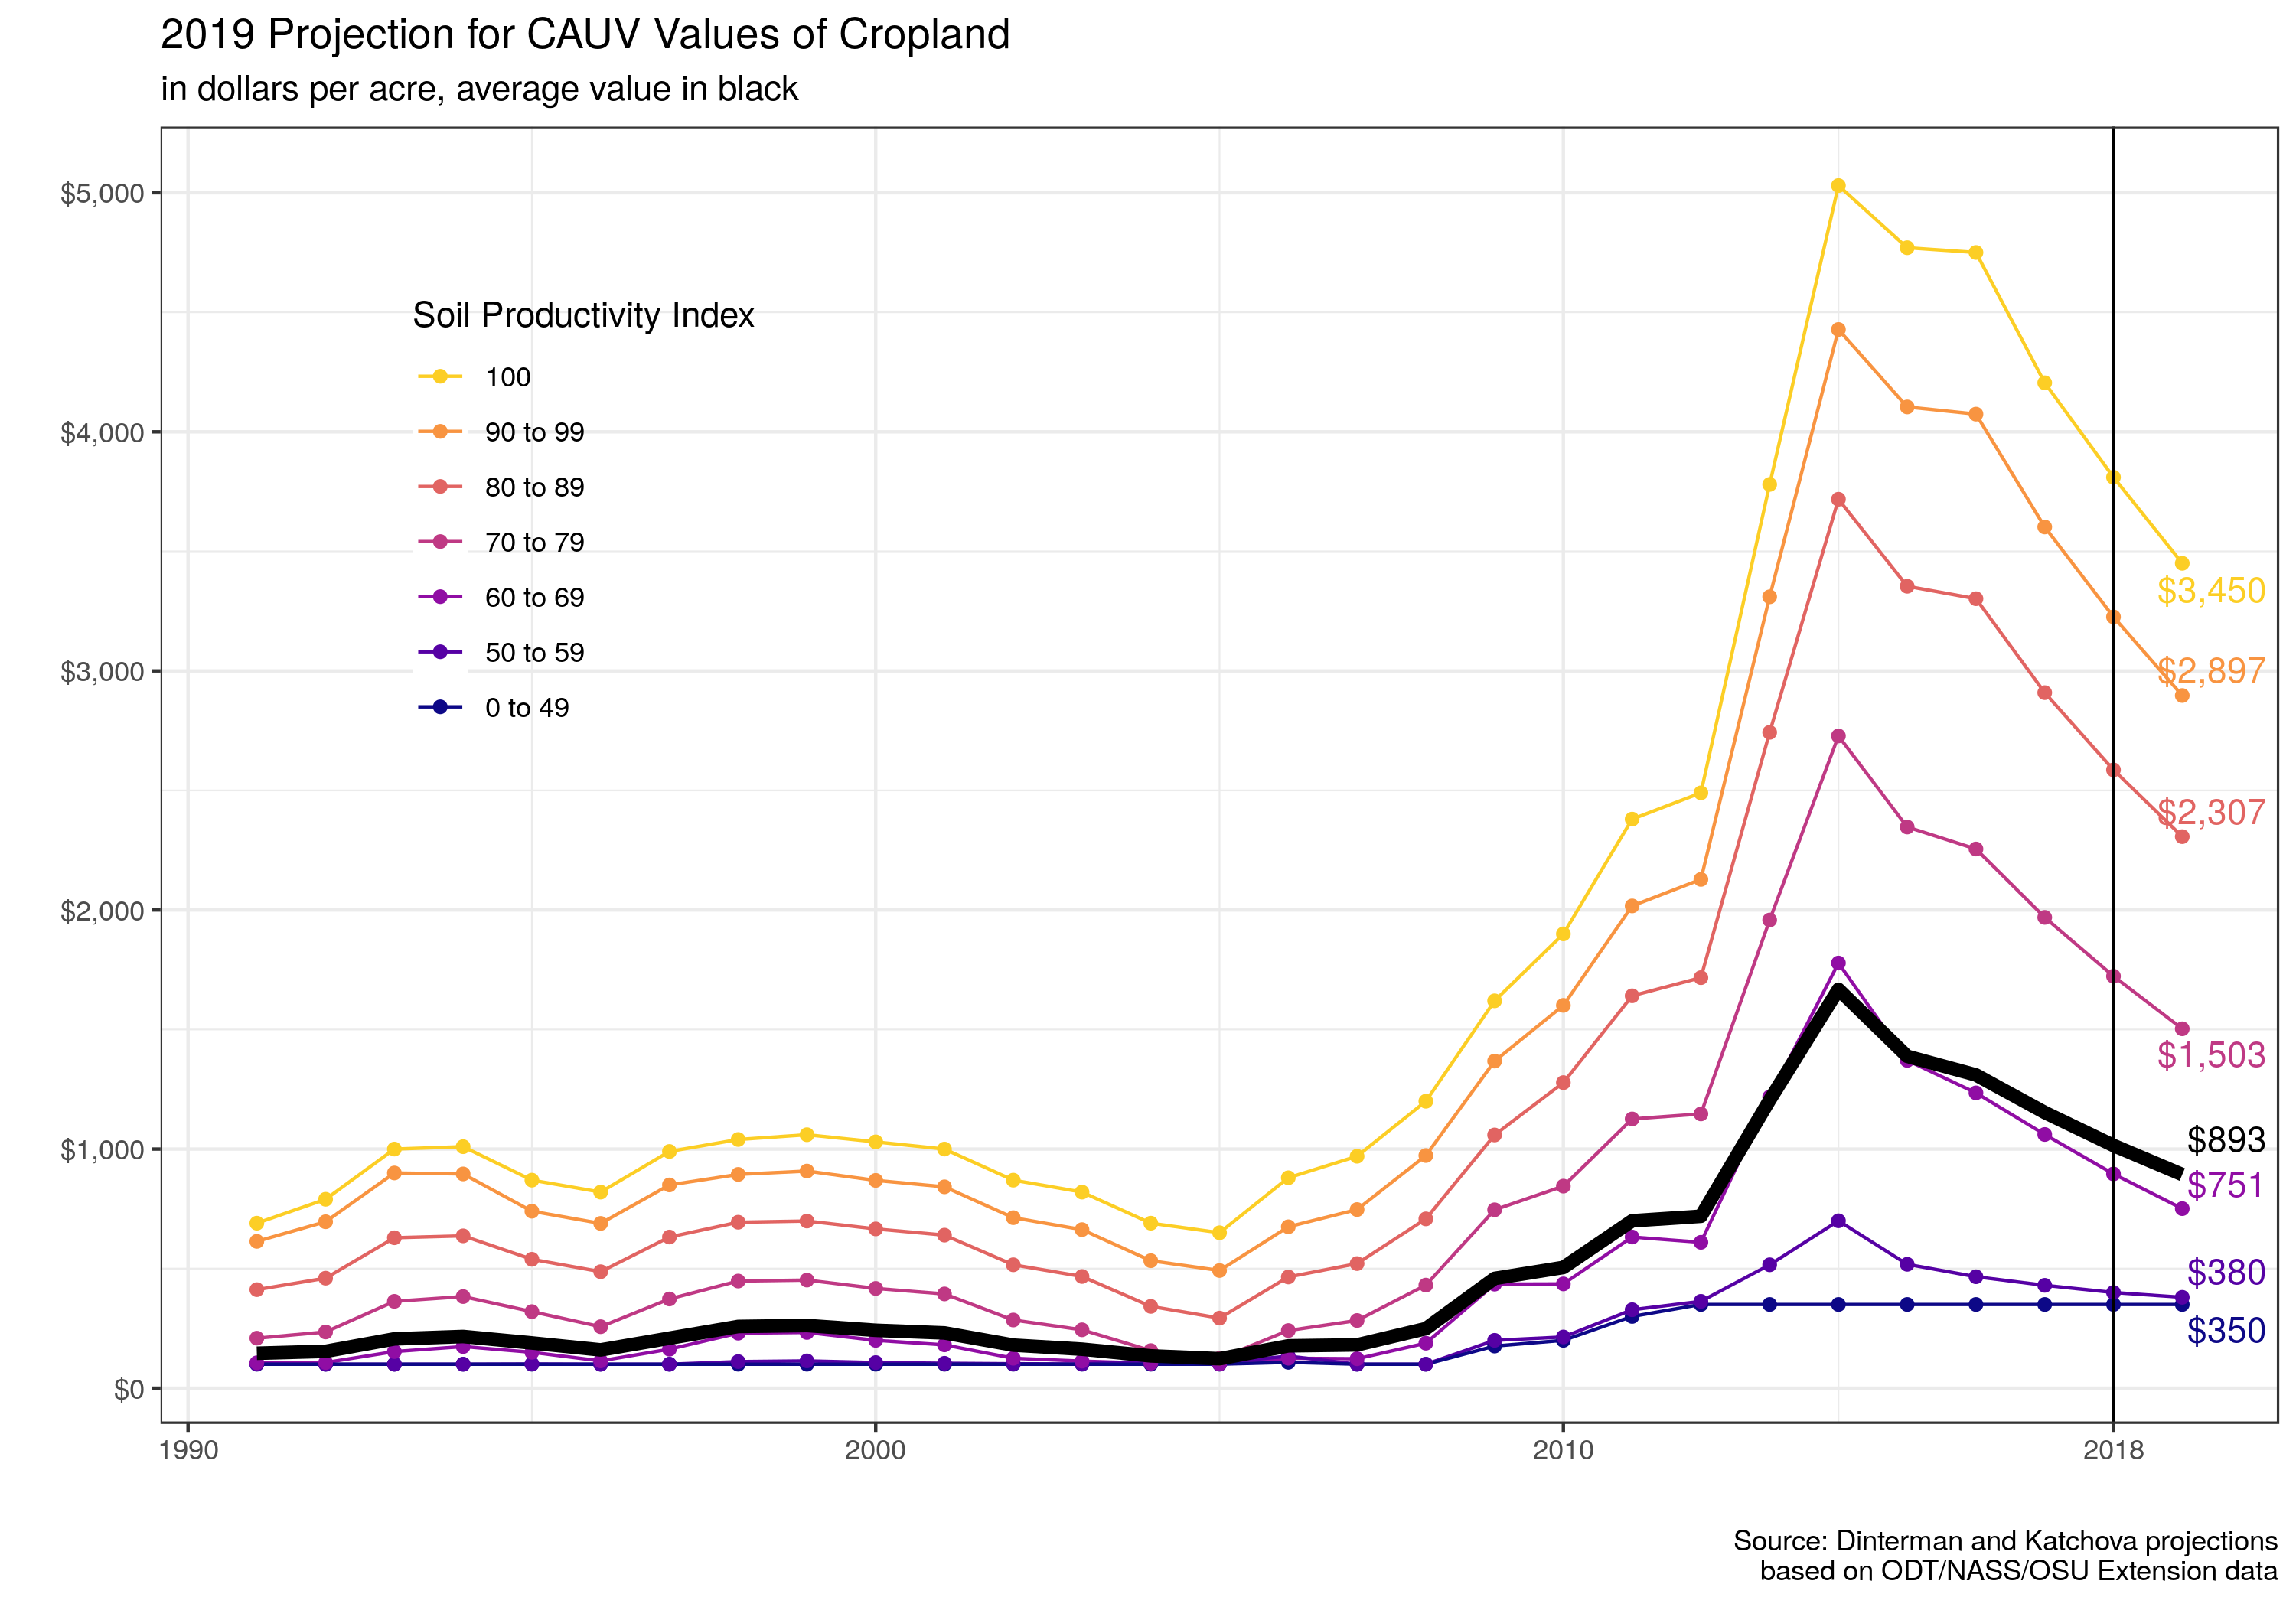 2019 Projection for CAUV Values of Cropland
in dollars per acre, average value in black
$5,000
$4,000
$3,000
$2,000
$1,000
$0
Soil Productivity Index
100
90 to 99
80 to 89
70 to 79
60 to 69
50 to 59
0 to 49
$3,450
$2,897
$2,307
$1,503
$893
$751
$380
$350
1990
2000
2010
2018
Source: Dinterman and Katchova projections
based on ODT/NASS/OSU Extension data